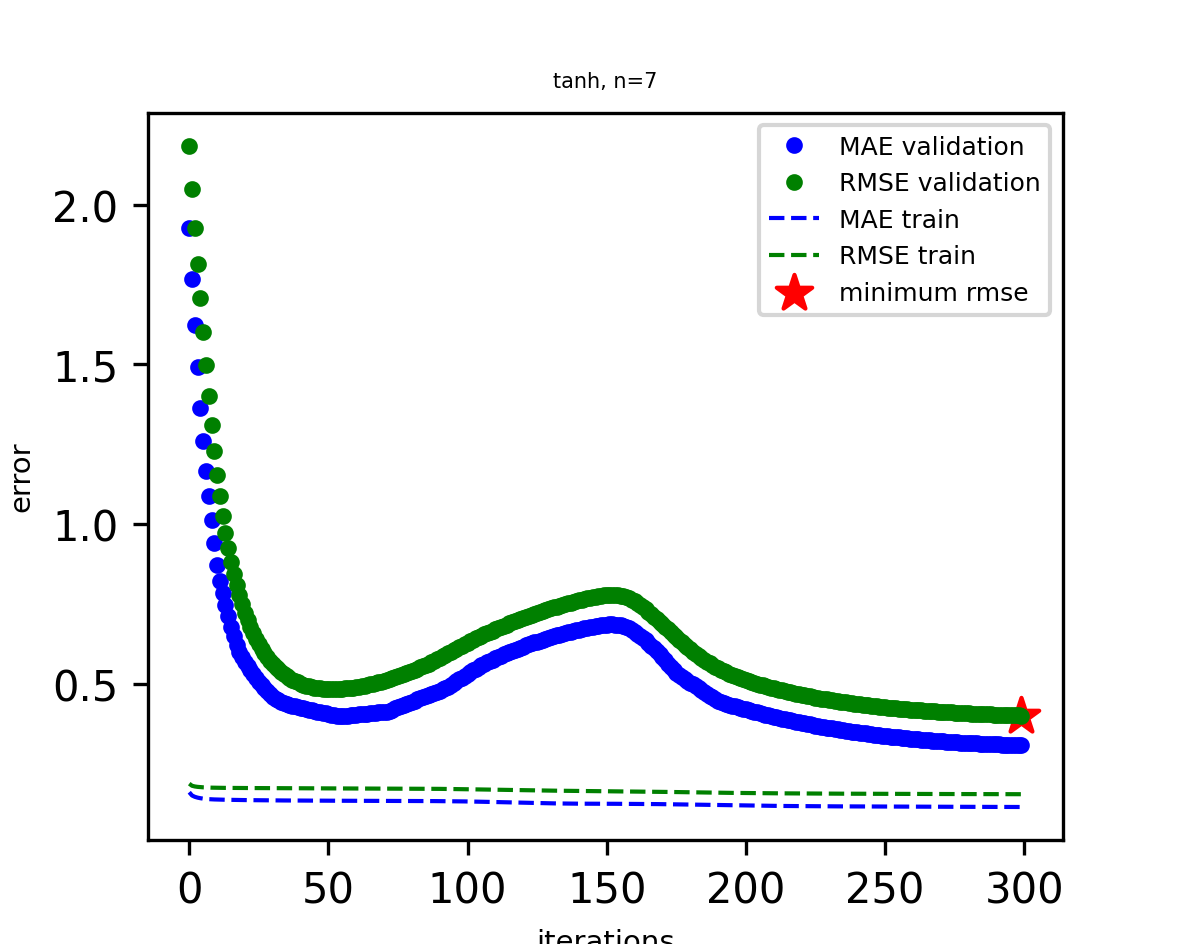 tanh, n=7
MAE validation
RMSE validation
MAE train
RMSE train
minimum rmse
2.0
1.5
1.0
0.5
error
0 50 100 150 200 250 300
iterations